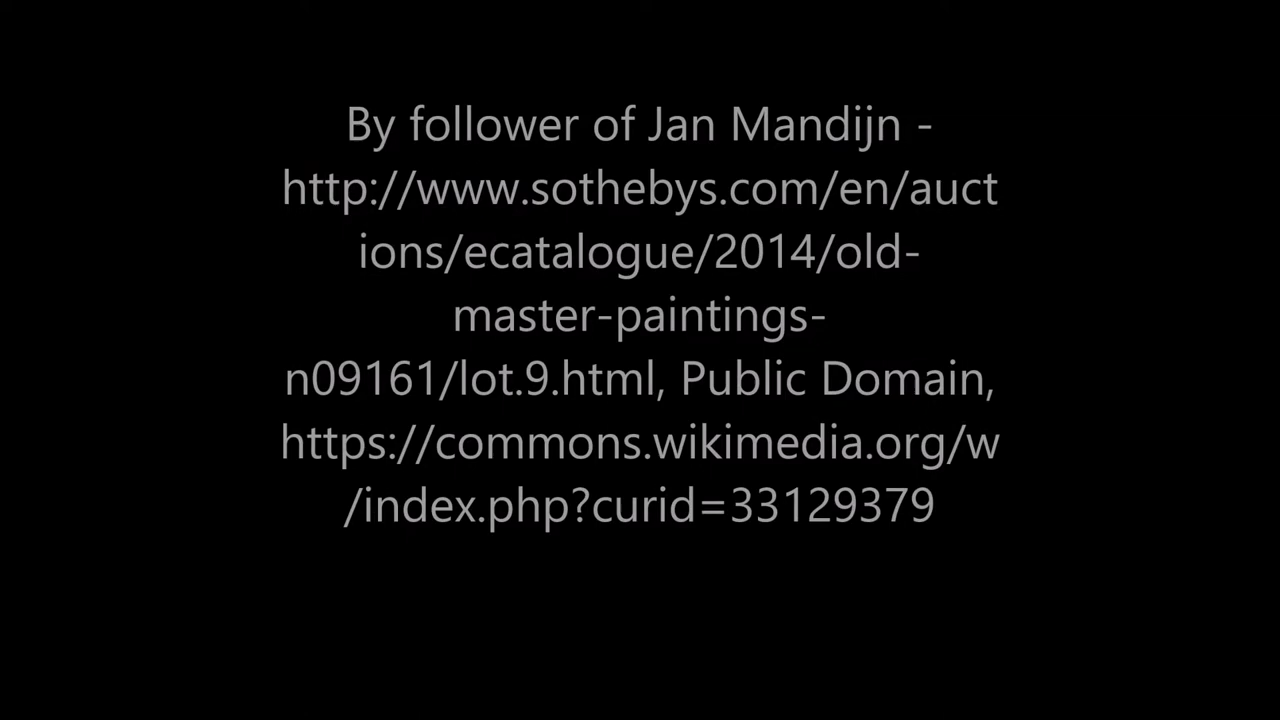 By follower of Jan Mandijn -
http://www.sothebys.com/en/auct
ions/ecatalogue/2014/old-
master-paintings-
n09161/lot.9.html, Public Domain,
https://commons.wikimedia.org/w
/index.php?curid=33129379